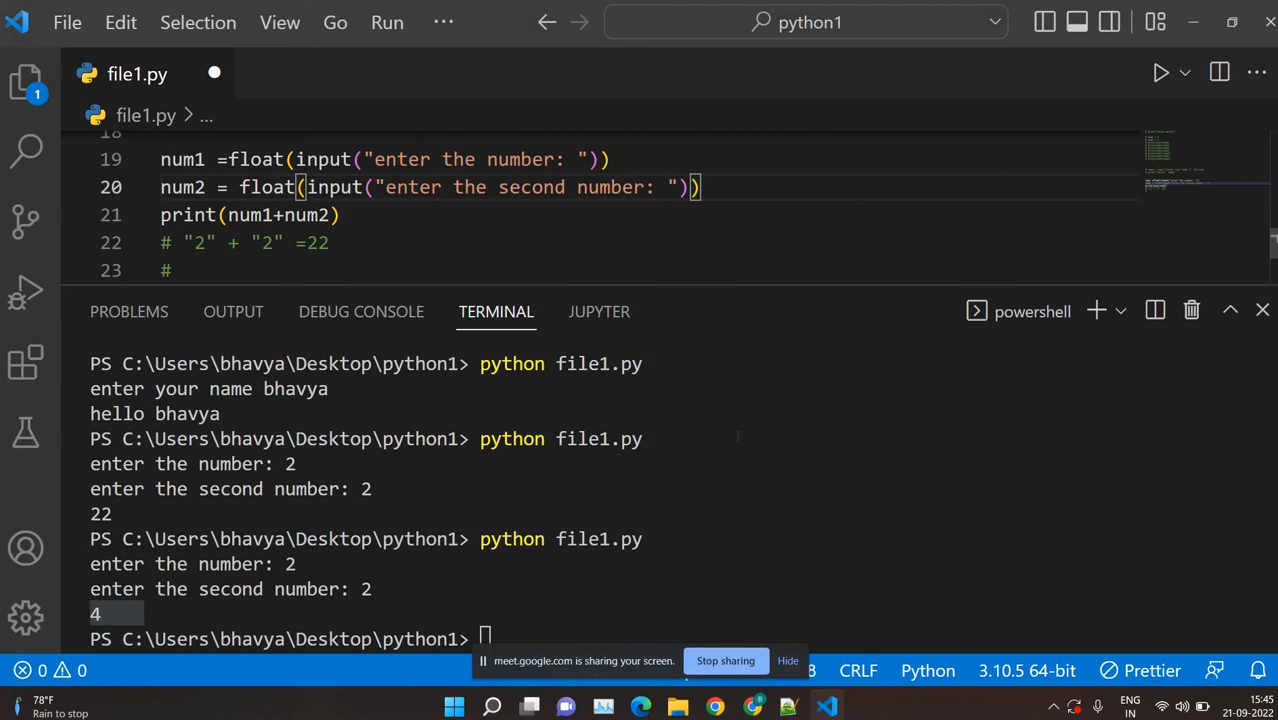 File Edit Selection View Go Run ··· python1
file1.py
1
file1.py > ...
18
19 num1 =float(input("enter the number: "))
20 num2 = float(input("enter the second number: "))
21 print(num1+num2)
22 # "2" + "2" =22
23 #
PROBLEMS OUTPUT DEBUG CONSOLE TERMINAL JUPYTER powershell
PS C:\Users\bhavya\Desktop\python1> python file1.py
enter your name bhavya
hello bhavya
PS C:\Users\bhavya\Desktop\python1> python file1.py
enter the number: 2
enter the second number: 2
22
PS C:\Users\bhavya\Desktop\python1> python file1.py
enter the number: 2
enter the second number: 2
4
PS C:\Users\bhavya\Desktop\python1>
meet.google.com is sharing your screen. Stop sharing Hide
0 0 8 CRLF Python 3.10.5 64-bit Prettier
78°F
Rain to stop
ENG
IN
15:45
21-09-2022